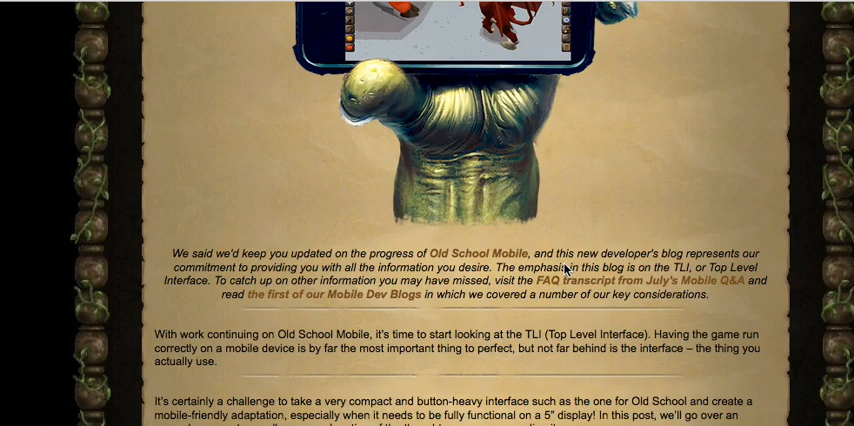 We said we'd keep you updated on the progress of Old School Mobile, and this new developer's blog represents our
commitment to providing you with all the information you desire. The emphasis in this blog is on the TLI, or Top Level
Interface. To catch up on other information you may have missed, visit the FAQ transcript from July's Mobile Q&A and
read the first of our Mobile Dev Blogs in which we covered a number of our key considerations.
With work continuing on Old School Mobile, it's time to start looking at the TLI (Top Level Interface). Having the game run
correctly on a mobile device is by far the most important thing to perfect, but not far behind is the interface – the thing you
actually use.
It's certainly a challenge to take a very compact and button-heavy interface such as the one for Old School and create a
mobile-friendly adaptation, especially when it needs to be fully functional on a 5" display! In this post, we'll go over an